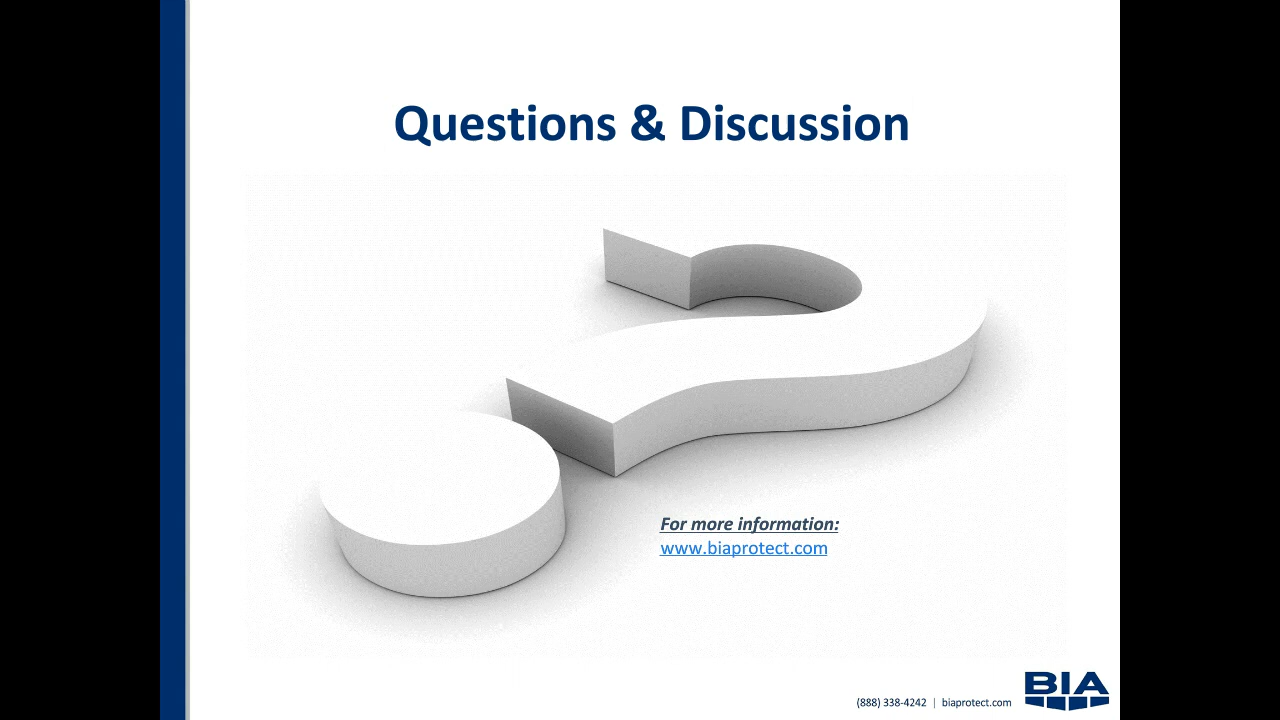 Questions & Discussion
For more information:
www.biaprotect.com
(888) 338-4242 | biaprotect.com
BIA